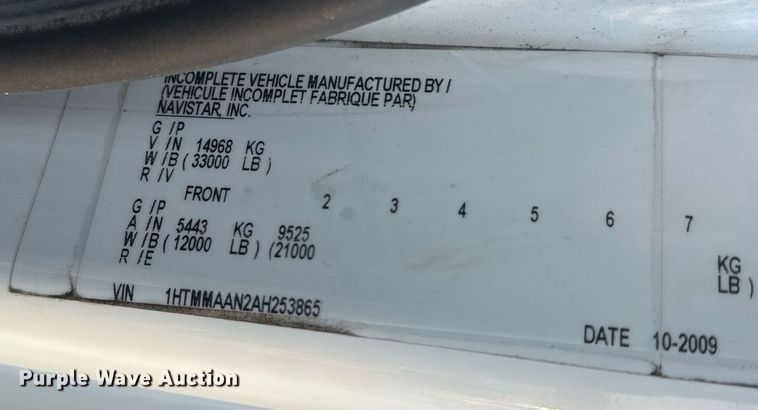 INCOMPLETE VEHICLE MANUFACTURED BY /
(VEHICULE INCOMPLET FABRIQUE PAR)
NAVISTAR, INC.
G /P
V /N 14968 KG
W /B ( 33000 LB )
R /V
FRONT 2 3 4 5 6 7
G /P
A /N 5443 KG 9525 KG
W /B ( 12000 LB ) (21000 LB )
R /E
VIN 1HTMMAAN2AH253865
DATE 10-2009
Purple Wave Auction